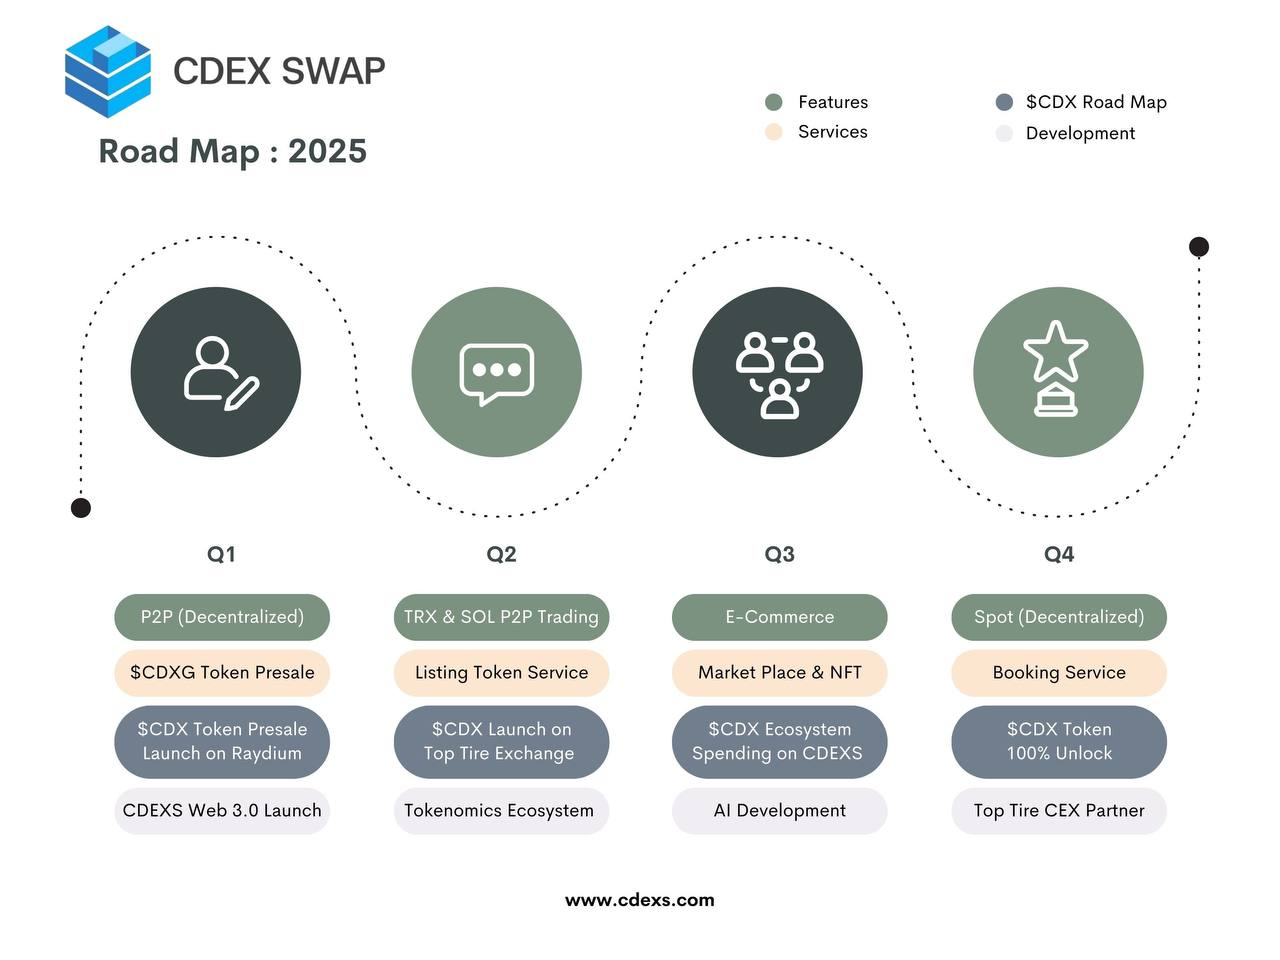 CDEX SWAP
Road Map : 2025
Features
Services
$CDX Road Map
Development
Q1
Q2
Q3
Q4
P2P (Decentralized)
TRX & SOL P2P Trading
E-Commerce
Spot (Decentralized)
$CDXG Token Presale
Listing Token Service
Market Place & NFT
Booking Service
$CDX Token Presale
Launch on Raydium
$CDX Launch on
Top Tire Exchange
$CDX Ecosystem
Spending on CDEXS
$CDX Token
100% Unlock
CDEXS Web 3.0 Launch
Tokenomics Ecosystem
AI Development
Top Tire CEX Partner
www.cdexs.com